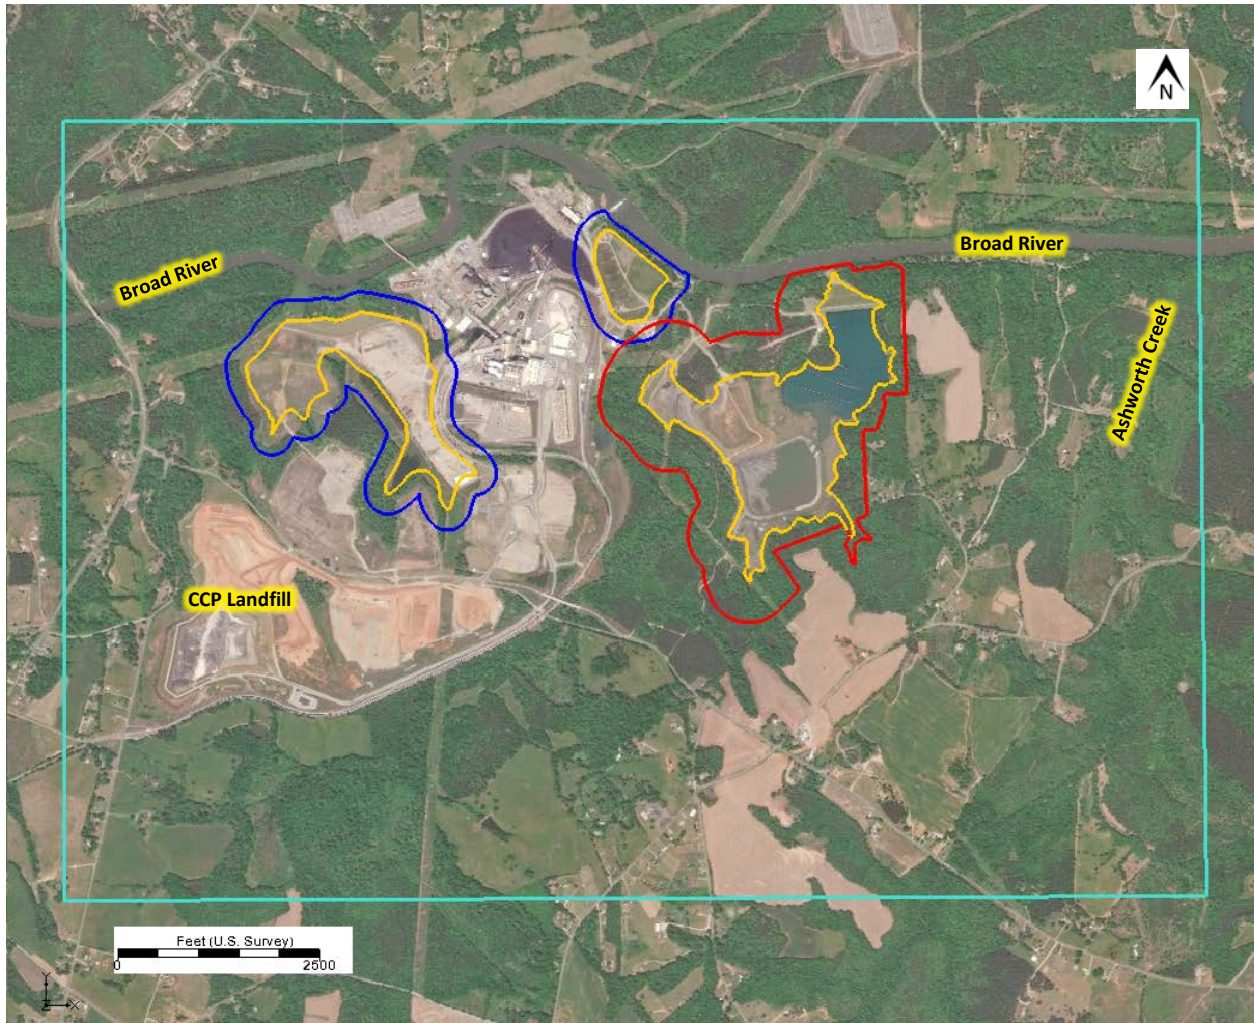 N
Broad River
Broad River
Ashworth Creek
CCP Landfill
Feet (U.S. Survey)
0 2500
Y
Z X